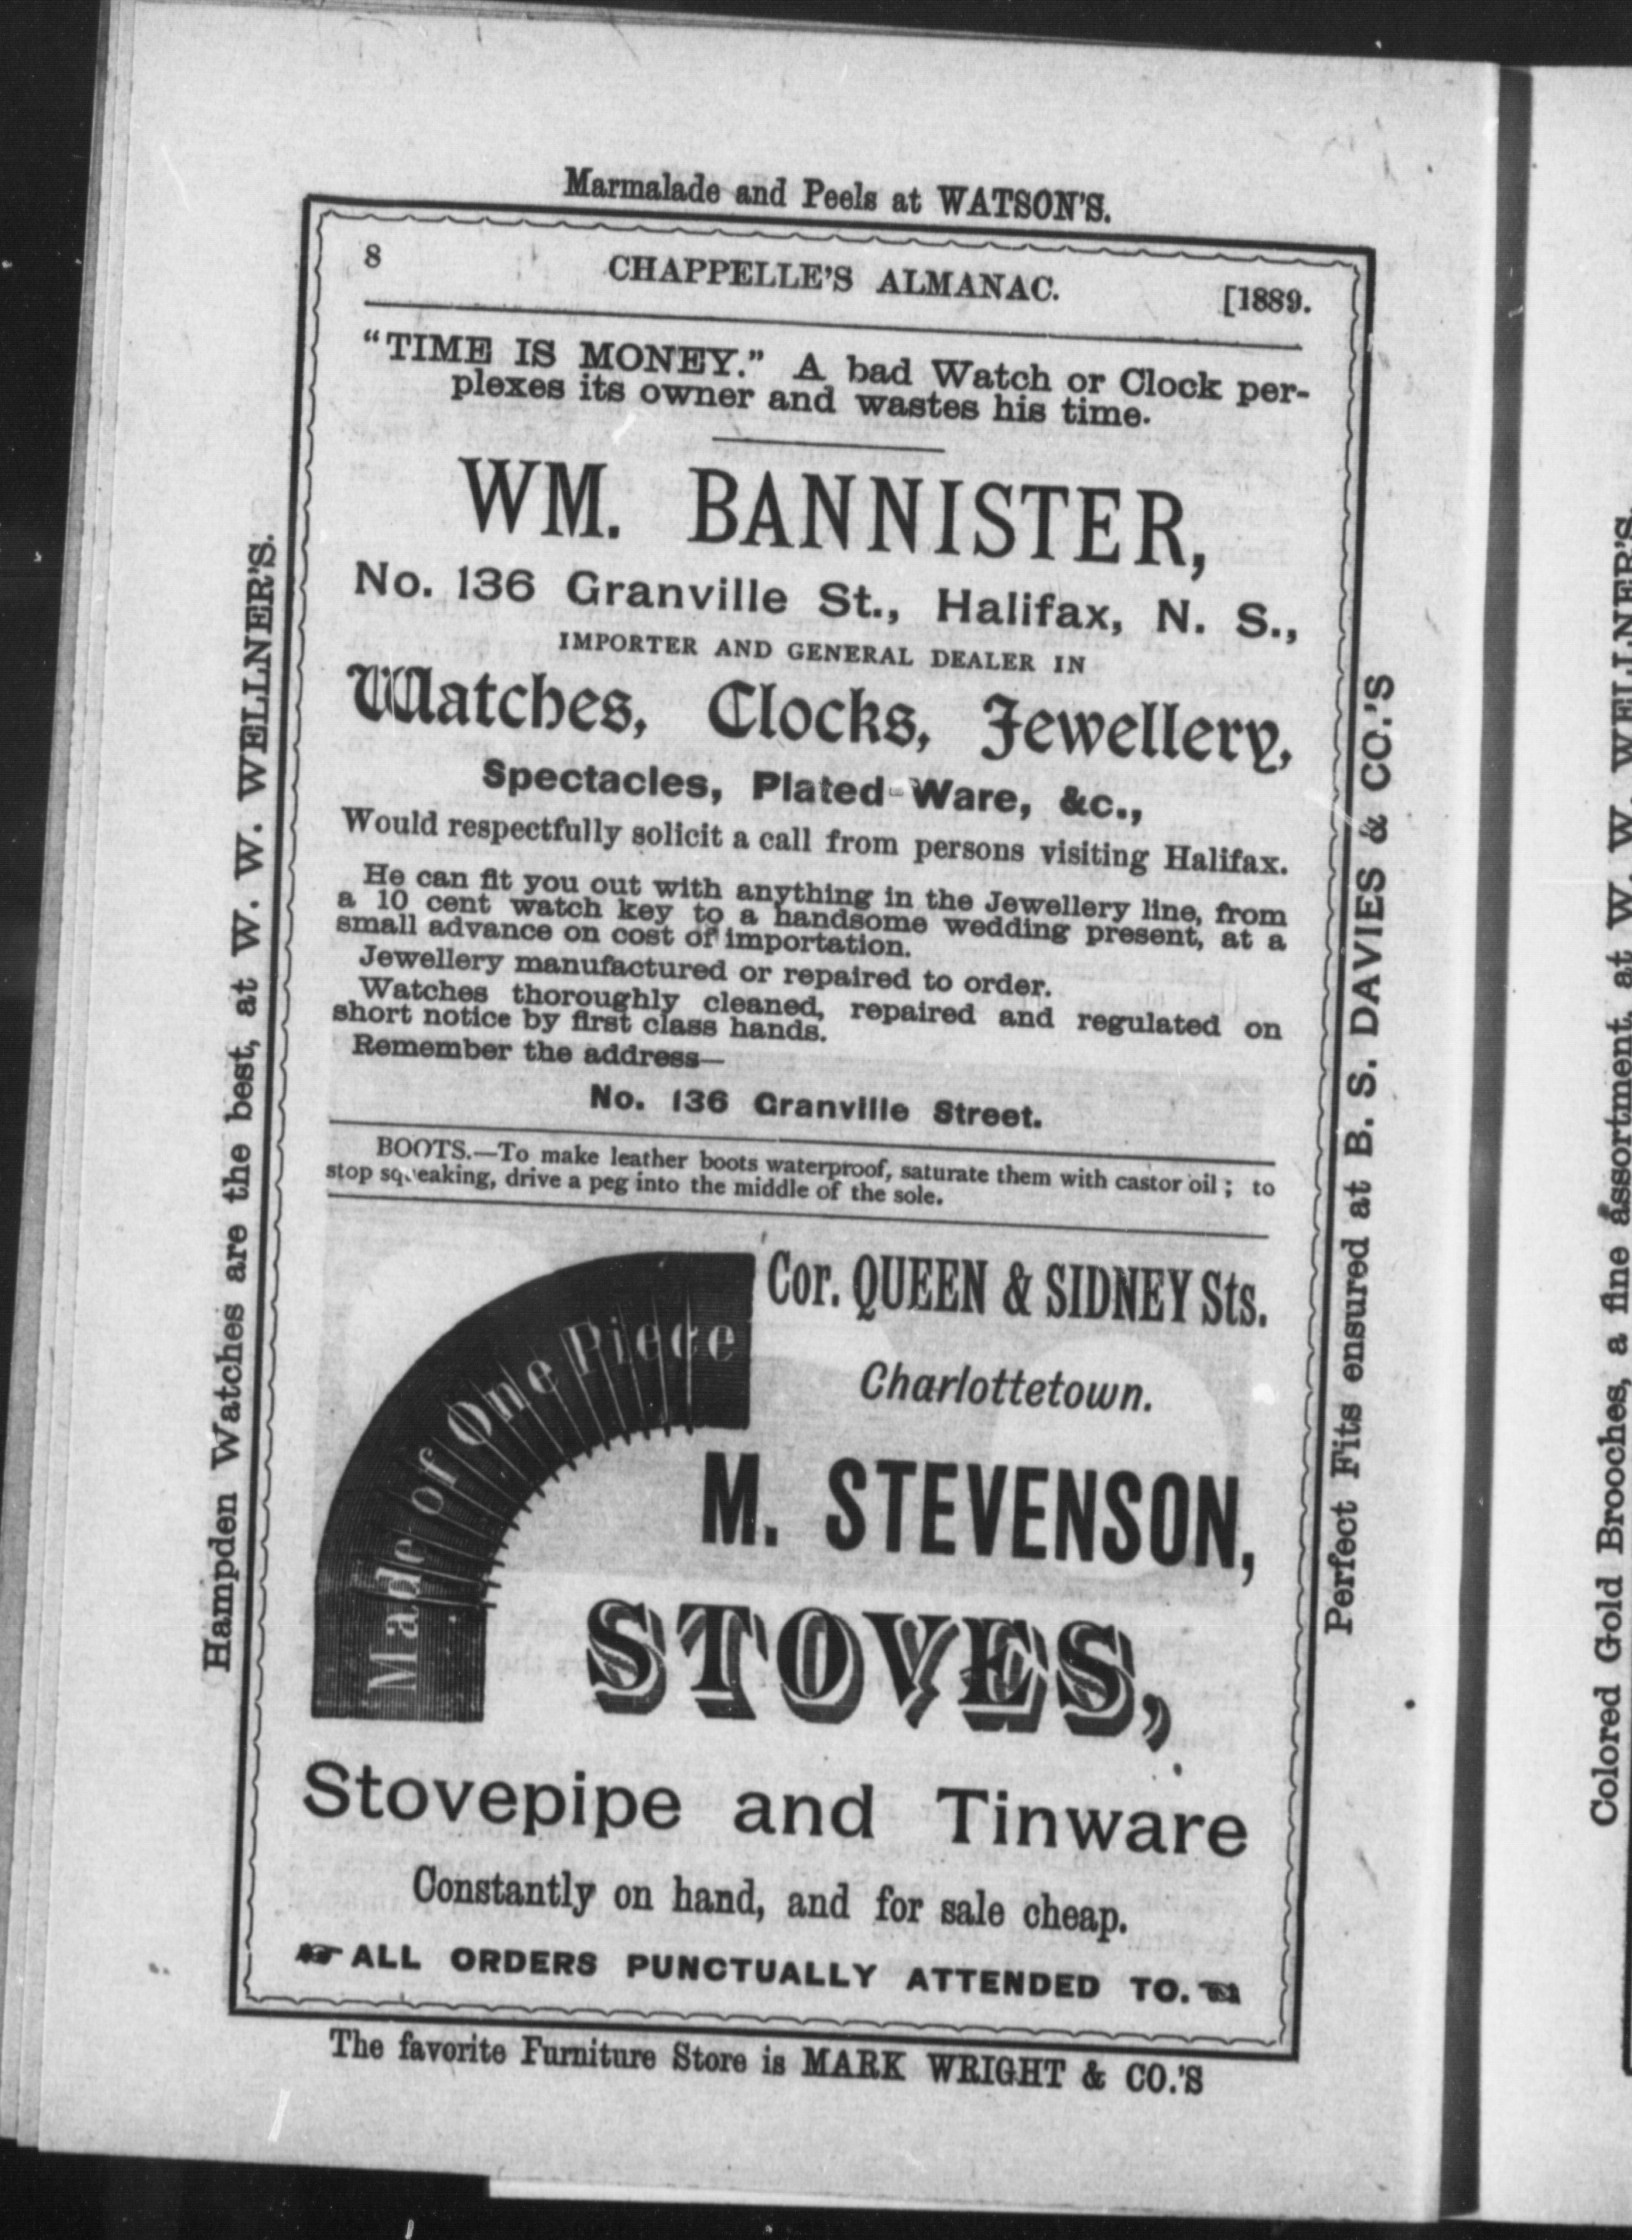 Marmalade and Peels at WATSON'S.
8 CHAPPELLE'S ALMANAC. [1889.
"TIME IS MONEY." A bad Watch or Clock per-
plexes its owner and wastes his time.
WM. BANNISTER,
No. 136 Granville St., Halifax, N. S.,
IMPORTER AND GENERAL DEALER IN
Watches, Clocks, Jewellery,
Spectacles, Plated-Ware, &c.,
Would respectfully solicit a call from persons visiting Halifax.
He can fit you out with anything in the Jewellery line, from
a 10 cent watch key to a handsome wedding present, at a
small advance on cost of importation.
Jewellery manufactured or repaired to order.
Watches thoroughly cleaned, repaired and regulated on
short notice by first class hands.
Remember the address—
No. 136 Granville Street.
BOOTS.—To make leather boots waterproof, saturate them with castor oil; to
stop squeaking, drive a peg into the middle of the sole.
Made of One Piece
Cor. QUEEN & SIDNEY Sts.
Charlottetown.
M. STEVENSON,
STOVES,
Stovepipe and Tinware
Constantly on hand, and for sale cheap.
☞ALL ORDERS PUNCTUALLY ATTENDED TO.☜
The favorite Furniture Store is MARK WRIGHT & CO.'S
Hampden Watches are the best, at W. W. WELLNER'S.
Perfect Fits ensured at B. S. DAVIES & CO.'S
Colored Gold Brooches, a fine assortment, at W. W. WELLNER'S.